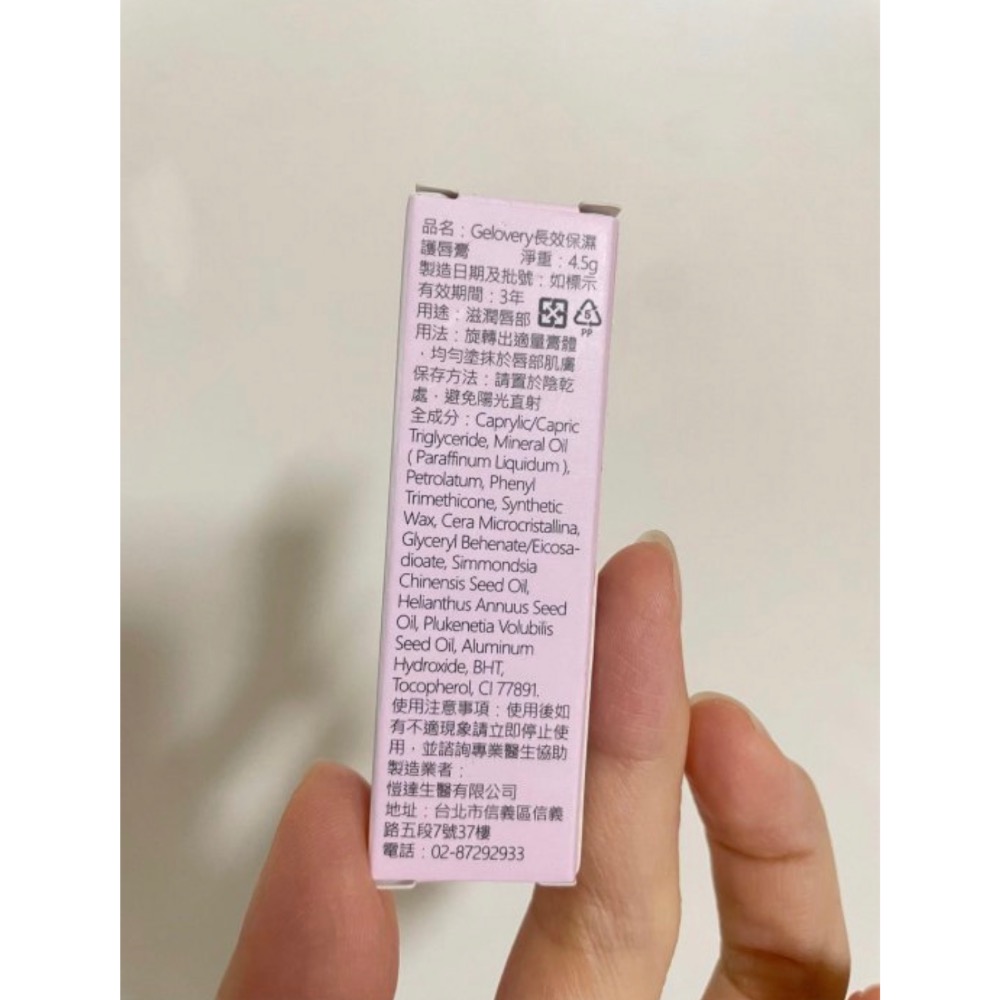 品名：Gelovery長效保濕
護唇膏 淨重：4.5g
製造日期及批號：如標示
有效期間：3年
用途：滋潤唇部
5
PP
用法：旋轉出適量膏體
，均勻塗抹於唇部肌膚
保存方法：請置於陰乾
處，避免陽光直射
全成分：Caprylic/Capric
Triglyceride, Mineral Oil
( Paraffinum Liquidum ),
Petrolatum, Phenyl
Trimethicone, Synthetic
Wax, Cera Microcristallina,
Glyceryl Behenate/Eicosa-
dioate, Simmondsia
Chinensis Seed Oil,
Helianthus Annuus Seed
Oil, Plukenetia Volubilis
Seed Oil, Aluminum
Hydroxide, BHT,
Tocopherol, CI 77891.
使用注意事項：使用後如
有不適現象請立即停止使
用，並諮詢專業醫生協助
製造業者：
愷達生醫有限公司
地址：台北市信義區信義
路五段7號37樓
電話：02-87292933